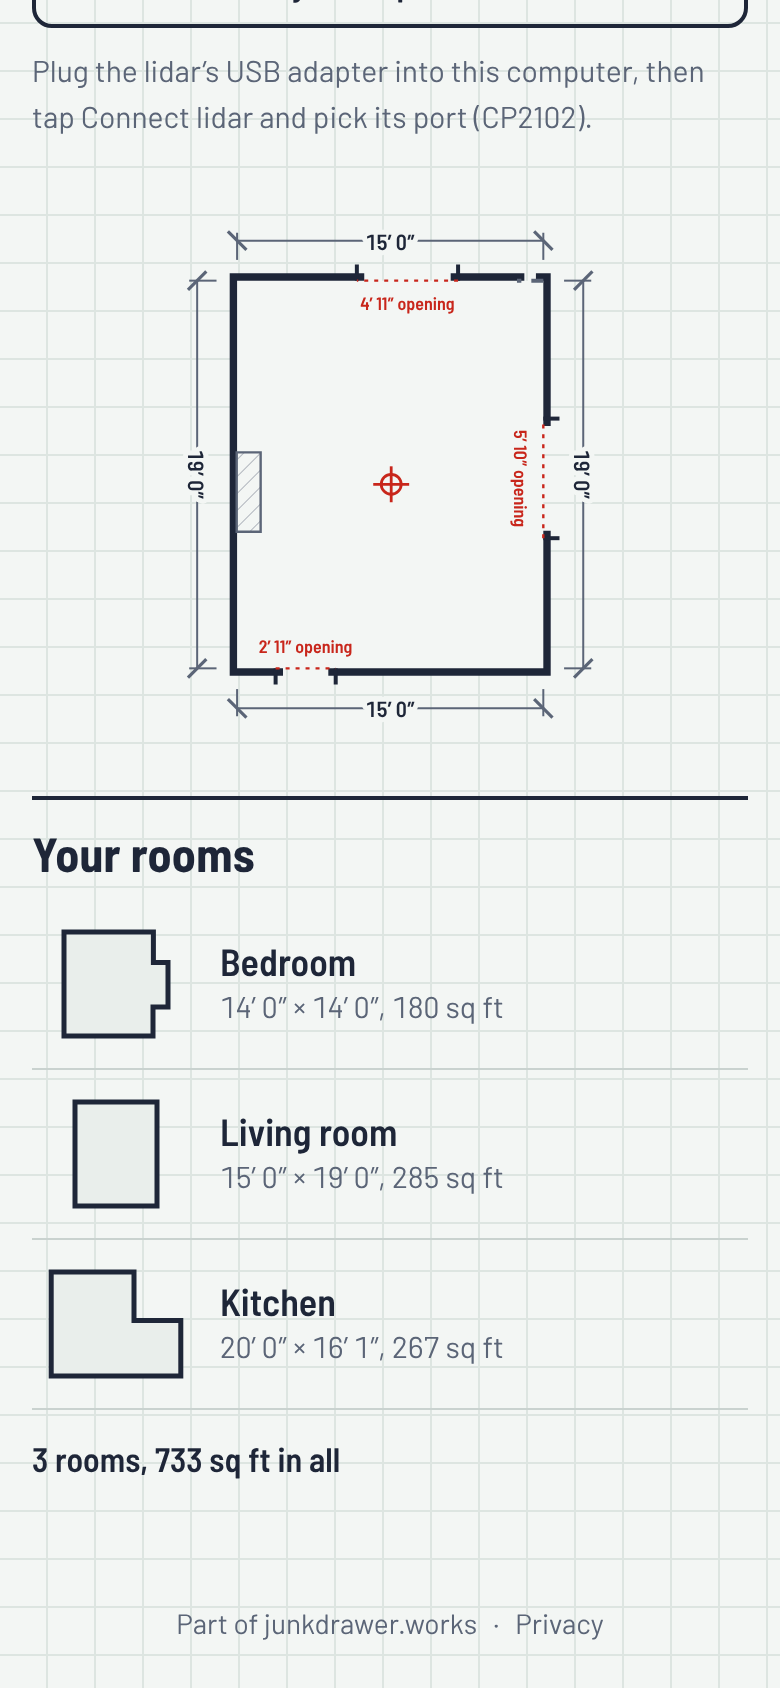 Plug the lidar’s USB adapter into this computer, then
tap Connect lidar and pick its port (CP2102).
15′ 0″
4′ 11″ opening
19′ 0″
5′ 10″ opening
19′ 0″
2′ 11″ opening
15′ 0″
Your rooms
Bedroom
14′ 0″ × 14′ 0″, 180 sq ft
Living room
15′ 0″ × 19′ 0″, 285 sq ft
Kitchen
20′ 0″ × 16′ 1″, 267 sq ft
3 rooms, 733 sq ft in all
Part of junkdrawer.works · Privacy